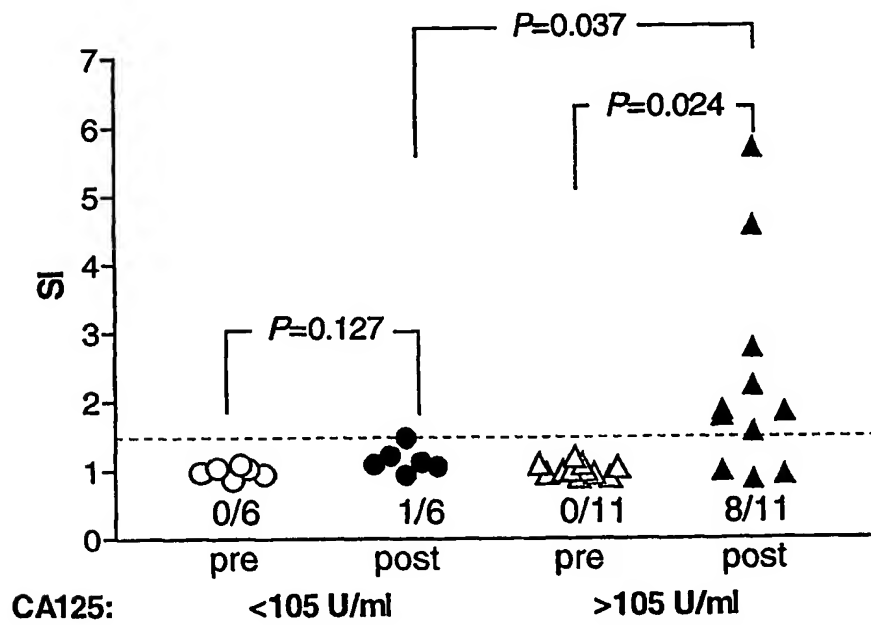 P=0.037
7
P=0.024
6
5
4
SI
3
P=0.127
2
1
0/6 1/6 0/11 8/11
0
pre post pre post
CA125: <105 U/ml >105 U/ml